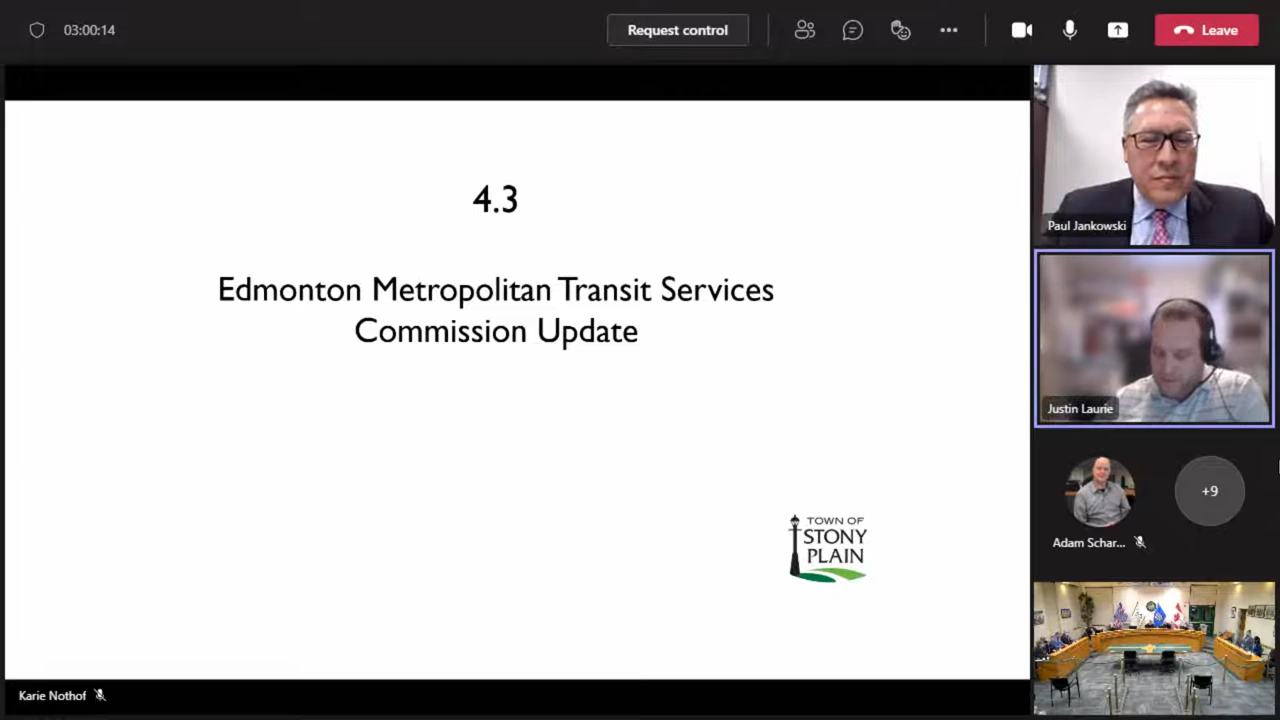 03:00:14
Request control
Leave
4.3
Edmonton Metropolitan Transit Services
Commission Update
TOWN OF
STONY
PLAIN
Karie Nothof
Paul Jankowski
Justin Laurie
Adam Schar...
+9